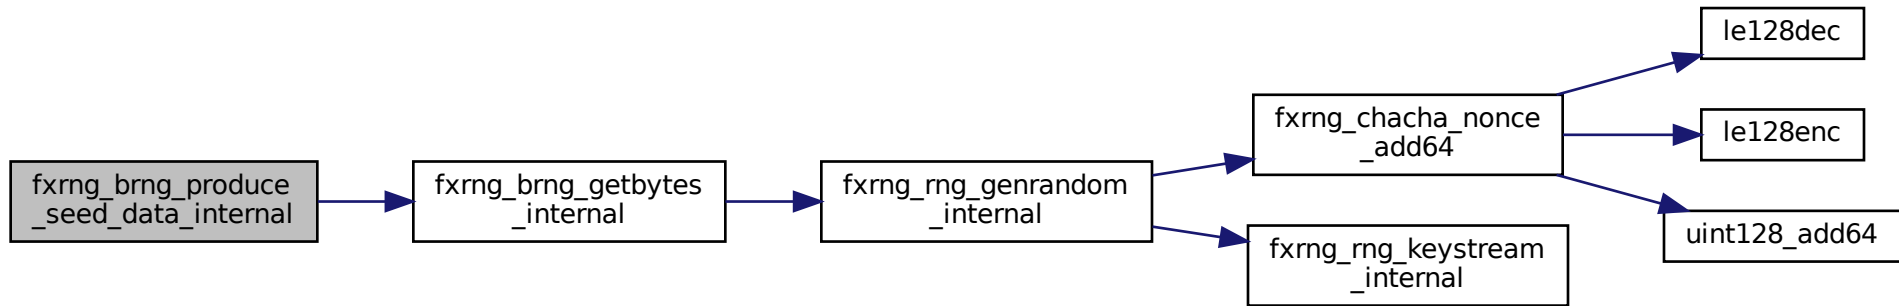 fxrng_brng_produce
_seed_data_internal
fxrng_brng_getbytes
_internal
fxrng_rng_genrandom
_internal
fxrng_chacha_nonce
_add64
fxrng_rng_keystream
_internal
le128dec
le128enc
uint128_add64